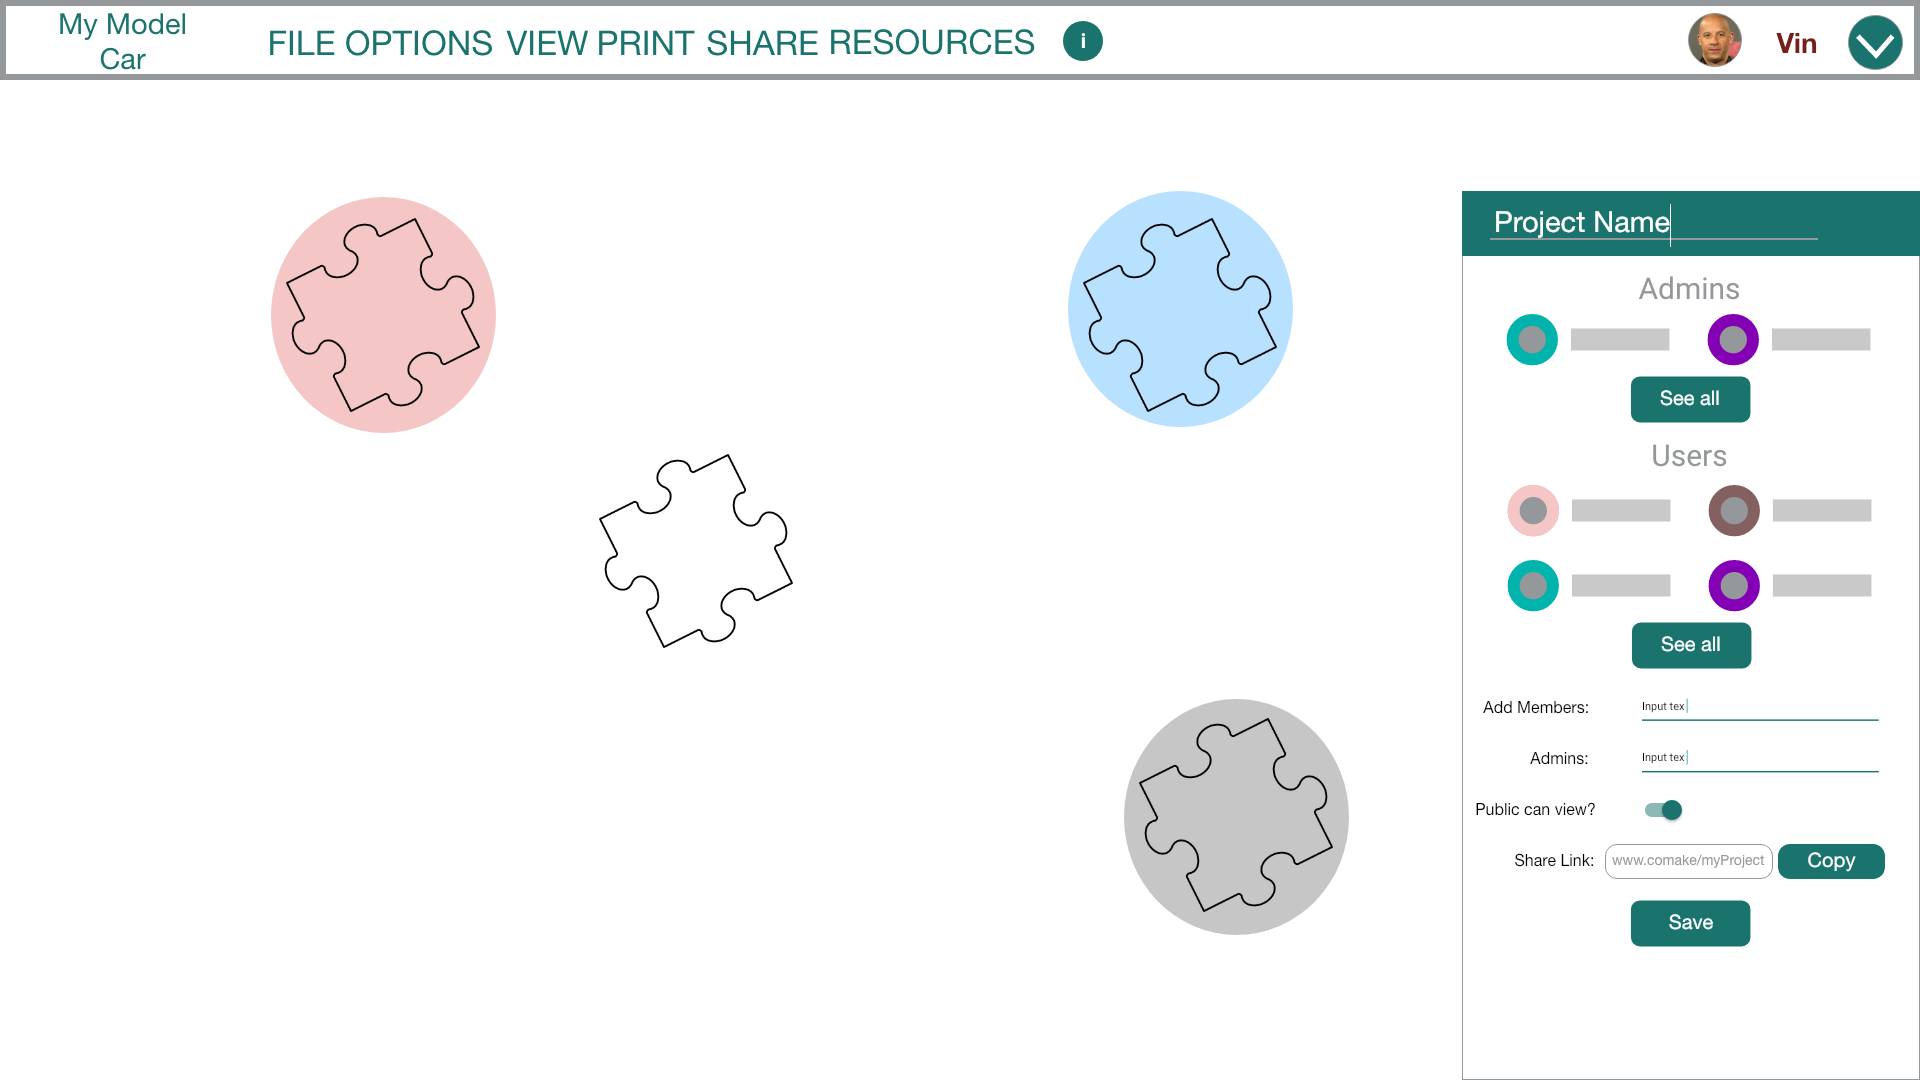 My Model
Car
FILE OPTIONS VIEW PRINT SHARE RESOURCES i
Vin
Project Name
Admins
See all
Users
See all
Add Members: Input tex
Admins: Input tex
Public can view?
Share Link: www.comake/myProject Copy
Save